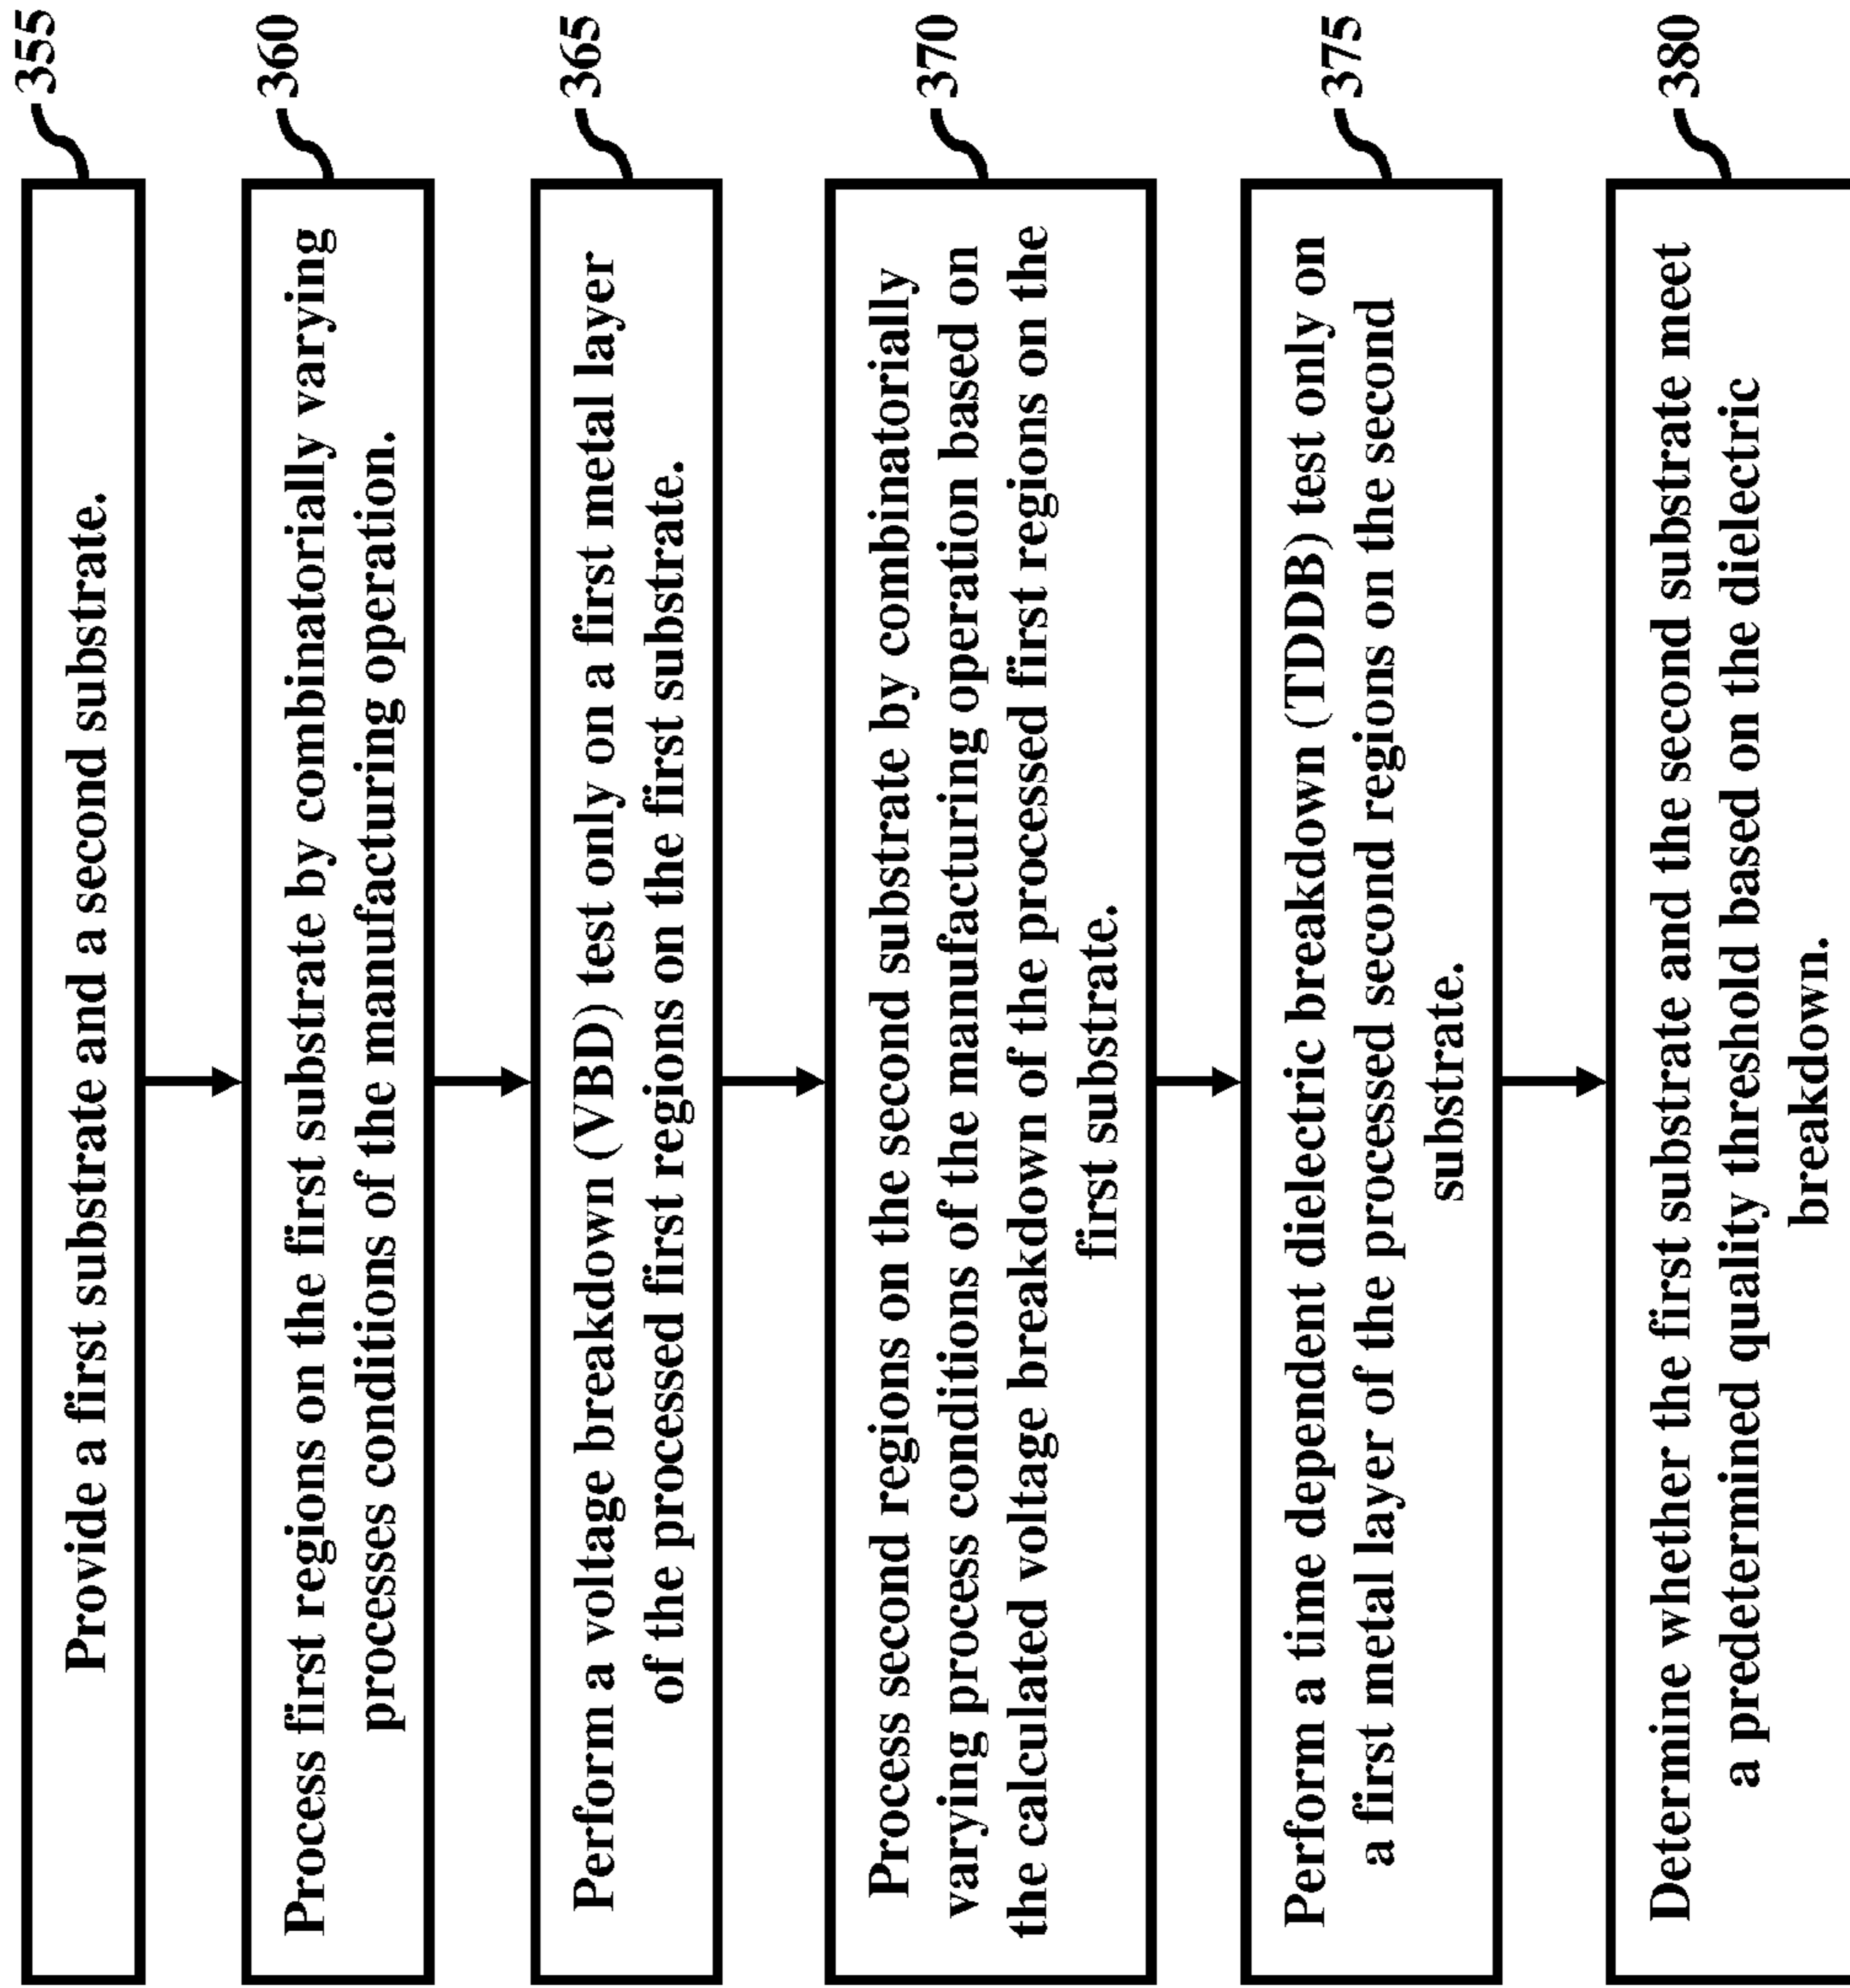 Provide a first substrate and a second substrate.
355
Process first regions on the first substrate by combinatorially varying
processes conditions of the manufacturing operation.
360
Perform a voltage breakdown (VBD) test only on a first metal layer
of the processed first regions on the first substrate.
365
Process second regions on the second substrate by combinatorially
varying process conditions of the manufacturing operation based on
the calculated voltage breakdown of the processed first regions on the
first substrate.
370
Perform a time dependent dielectric breakdown (TDDB) test only on
a first metal layer of the processed second regions on the second
substrate.
375
Determine whether the first substrate and the second substrate meet
a predetermined quality threshold based on the dielectric
breakdown.
380